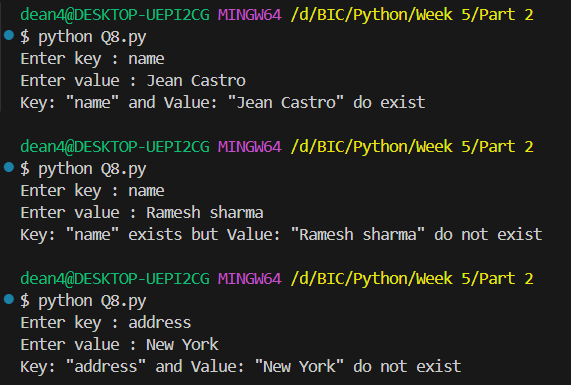 dean4@DESKTOP-UEPI2CG MINGW64 /d/BIC/Python/Week 5/Part 2
$ python Q8.py
Enter key : name
Enter value : Jean Castro
Key: "name" and Value: "Jean Castro" do exist
dean4@DESKTOP-UEPI2CG MINGW64 /d/BIC/Python/Week 5/Part 2
$ python Q8.py
Enter key : name
Enter value : Ramesh sharma
Key: "name" exists but Value: "Ramesh sharma" do not exist
dean4@DESKTOP-UEPI2CG MINGW64 /d/BIC/Python/Week 5/Part 2
$ python Q8.py
Enter key : address
Enter value : New York
Key: "address" and Value: "New York" do not exist